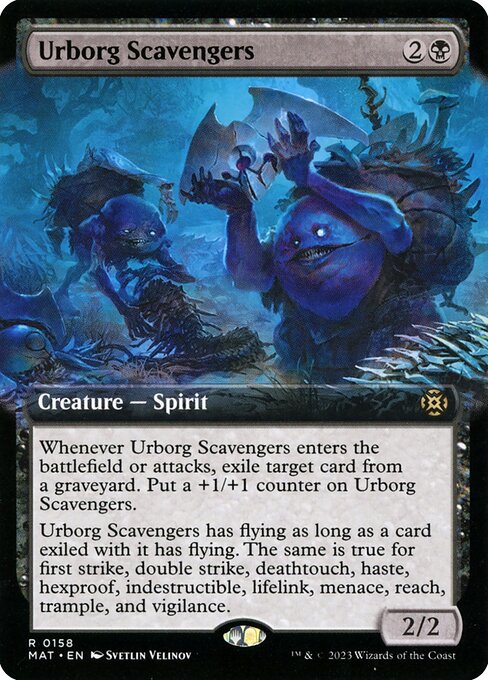 Urborg Scavengers 2
Creature — Spirit
Whenever Urborg Scavengers enters the
battlefield or attacks, exile target card from
a graveyard. Put a +1/+1 counter on Urborg
Scavengers.
Urborg Scavengers has flying as long as a card
exiled with it has flying. The same is true for
first strike, double strike, deathtouch, haste,
hexproof, indestructible, lifelink, menace, reach,
trample, and vigilance.
2/2
R 0158
MAT • EN Svetlin Velinov ™ & © 2023 Wizards of the Coast